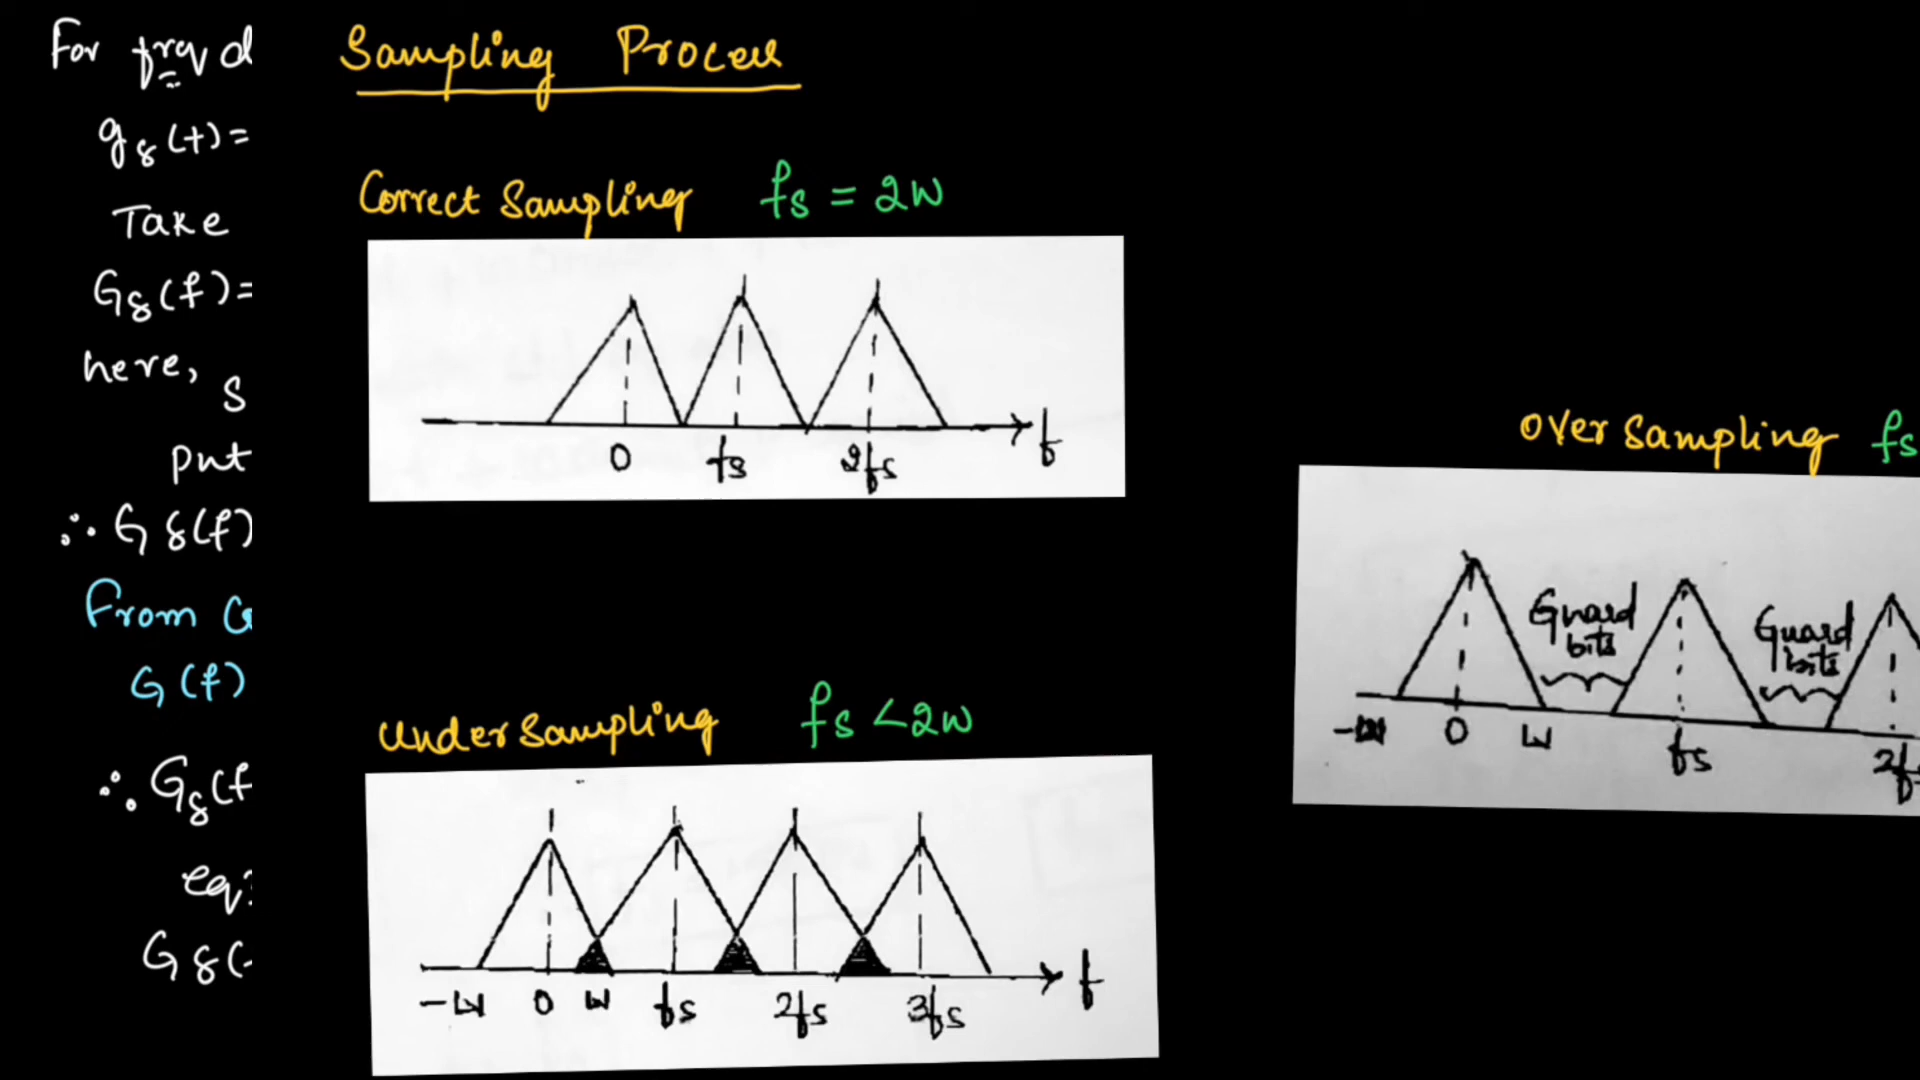 For freq d
gδ(t)=
Take
Gδ(f)=
here, s
put
∴ Gδ(f)
From G
G(f)
∴ Gδ(f
eq
Gδ(-
Sampling Process
Correct Sampling fs = 2W
0 fs 2fs f
Under Sampling fs < 2W
-W 0 W fs 2fs 3fs f
Over Sampling fs
Guard bits Guard bits
-W 0 W fs 2f